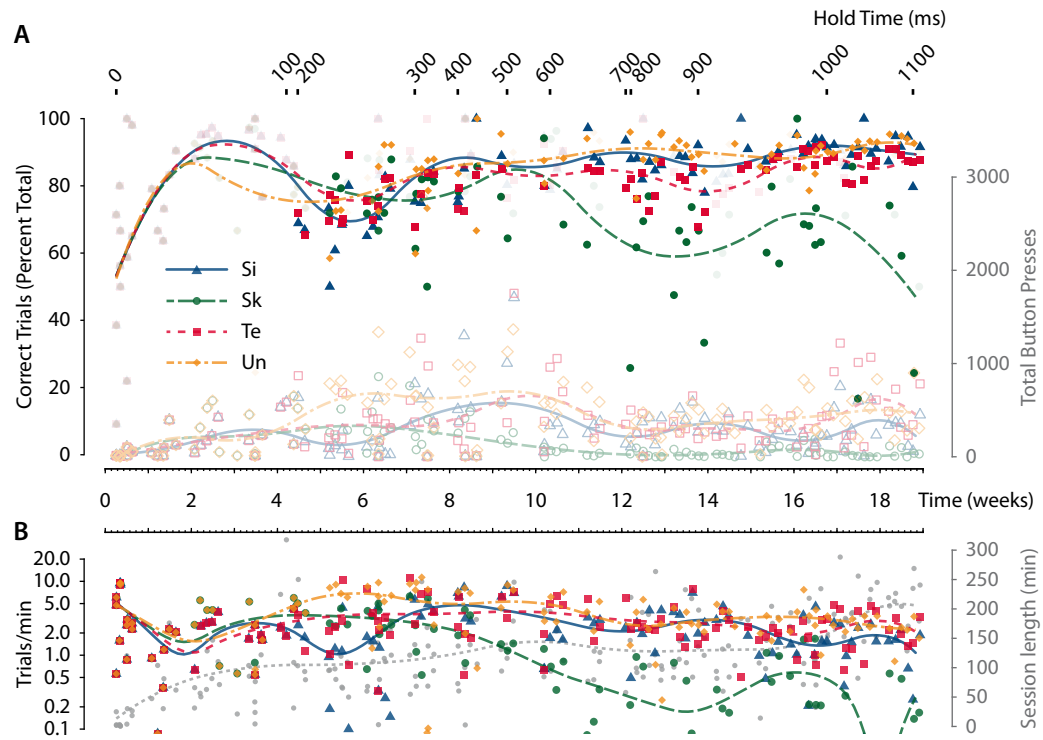 Hold Time (ms)
A
0 100 200 300 400 500 600 700 800 900 1000 1100
100
80
60
40
20
0
Correct Trials (Percent Total)
Si
Sk
Te
Un
3000
2000
1000
0
Total Button Presses
0 2 4 6 8 10 12 14 16 18 Time (weeks)
B
20.0
10.0
5.0
2.0
1.0
0.5
0.2
0.1
Trials/min
300
250
200
150
100
50
0
Session length (min)